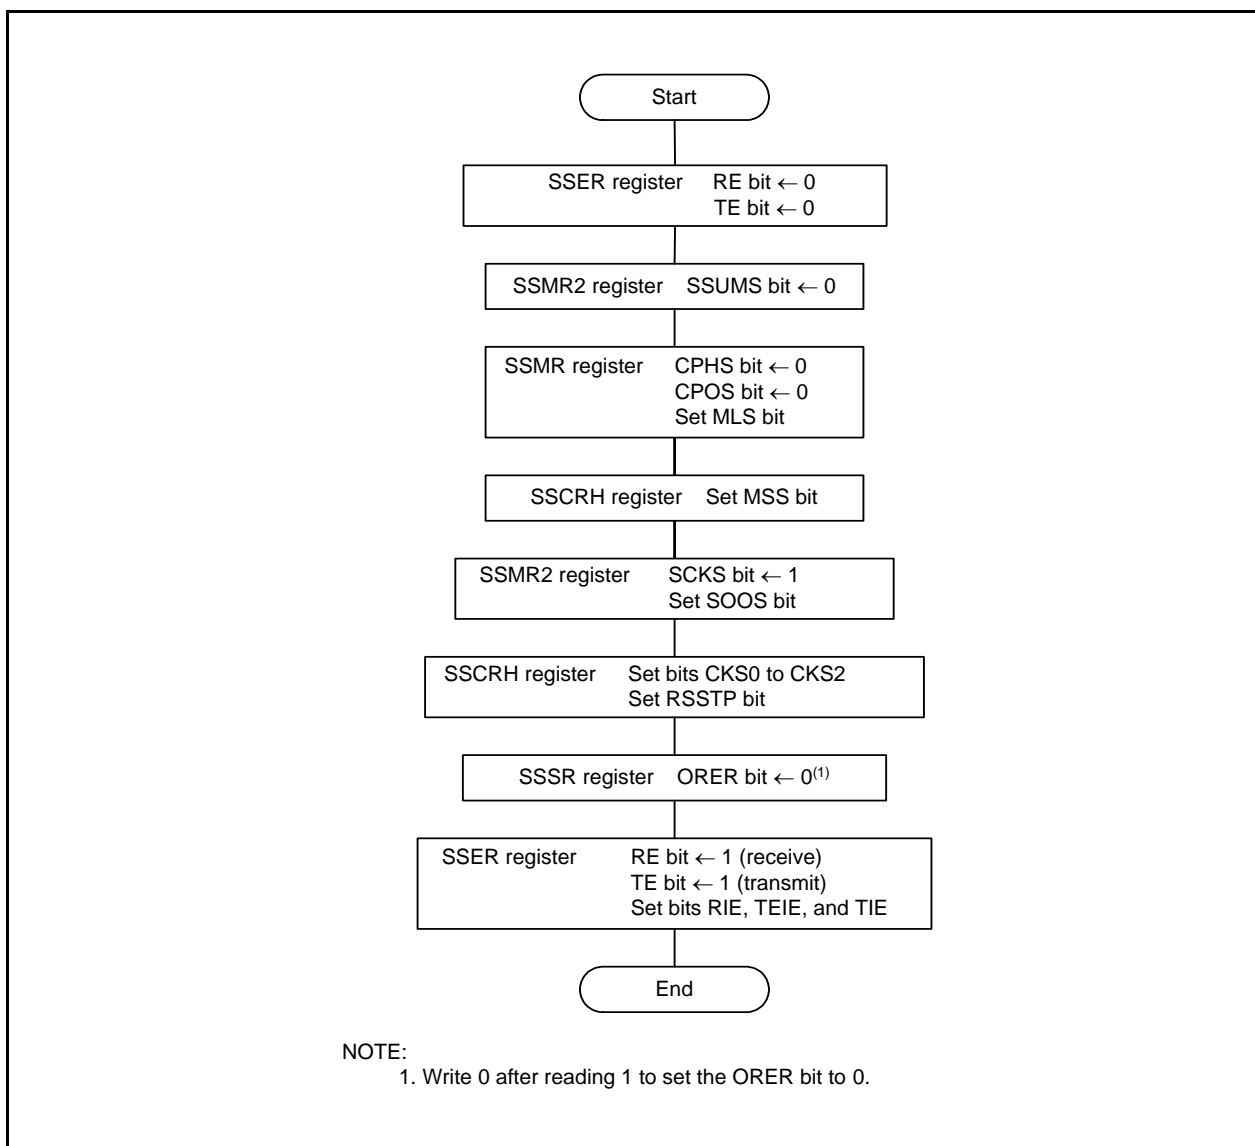 Start
SSER register RE bit ← 0
TE bit ← 0
SSMR2 register SSUMS bit ← 0
SSMR register CPHS bit ← 0
CPOS bit ← 0
Set MLS bit
SSCRH register Set MSS bit
SSMR2 register SCKS bit ← 1
Set SOOS bit
SSCRH register Set bits CKS0 to CKS2
Set RSSTP bit
SSSR register ORER bit ← 0(1)
SSER register RE bit ← 1 (receive)
TE bit ← 1 (transmit)
Set bits RIE, TEIE, and TIE
End
NOTE:
1. Write 0 after reading 1 to set the ORER bit to 0.